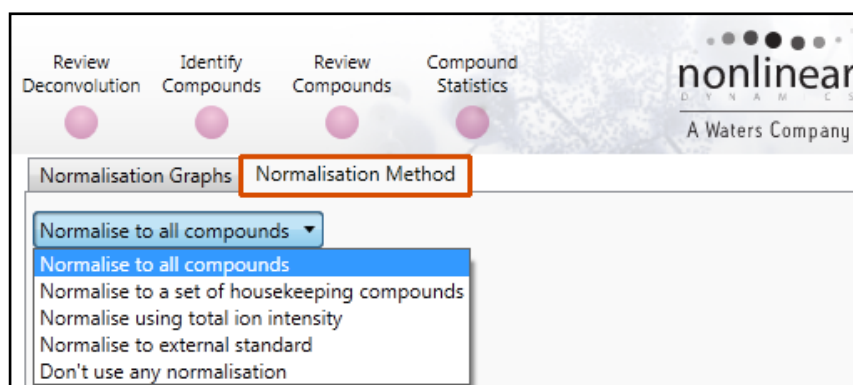 Review Deconvolution
Identify Compounds
Review Compounds
Compound Statistics
nonlinear
DYNAMICS
A Waters Company
Normalisation Graphs
Normalisation Method
Normalise to all compounds
Normalise to all compounds
Normalise to a set of housekeeping compounds
Normalise using total ion intensity
Normalise to external standard
Don't use any normalisation